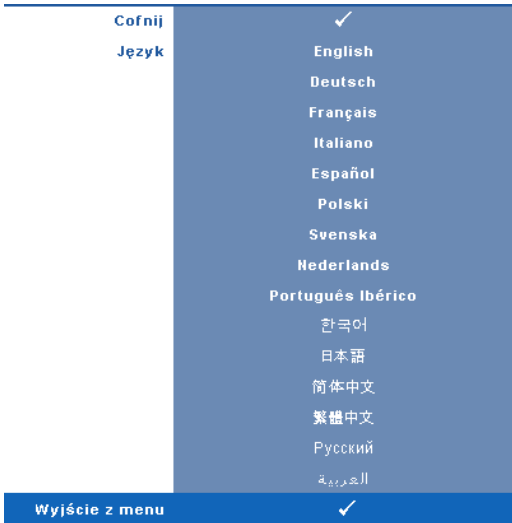 Cofnij ✓
Język English
Deutsch
Français
Italiano
Español
Polski
Svenska
Nederlands
Português Ibérico
한국어
日本語
简体中文
繁體中文
Русский
العربية
Wyjście z menu ✓